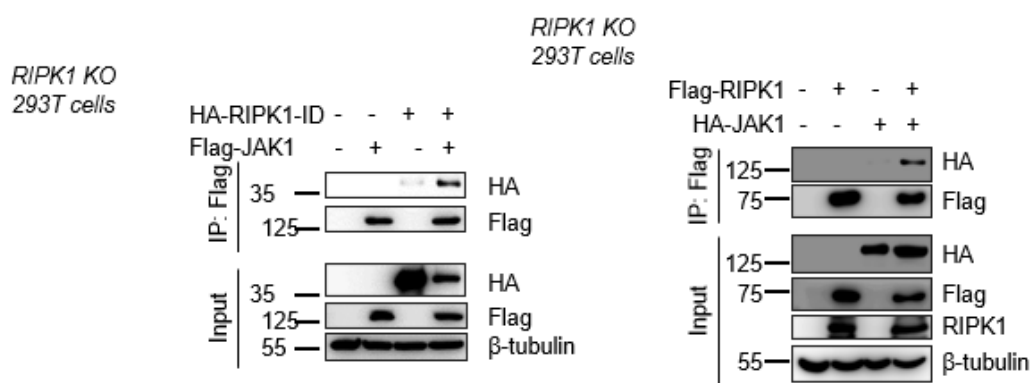 RIPK1 KO
293T cells
HA-RIPK1-ID - - + +
Flag-JAK1 - + - +
IP: Flag
35 HA
125 Flag
Input
35 HA
125 Flag
55 β-tubulin
RIPK1 KO
293T cells
Flag-RIPK1 - + - +
HA-JAK1 - - + +
IP: Flag
125 HA
75 Flag
Input
125 HA
75 Flag
RIPK1
55 β-tubulin